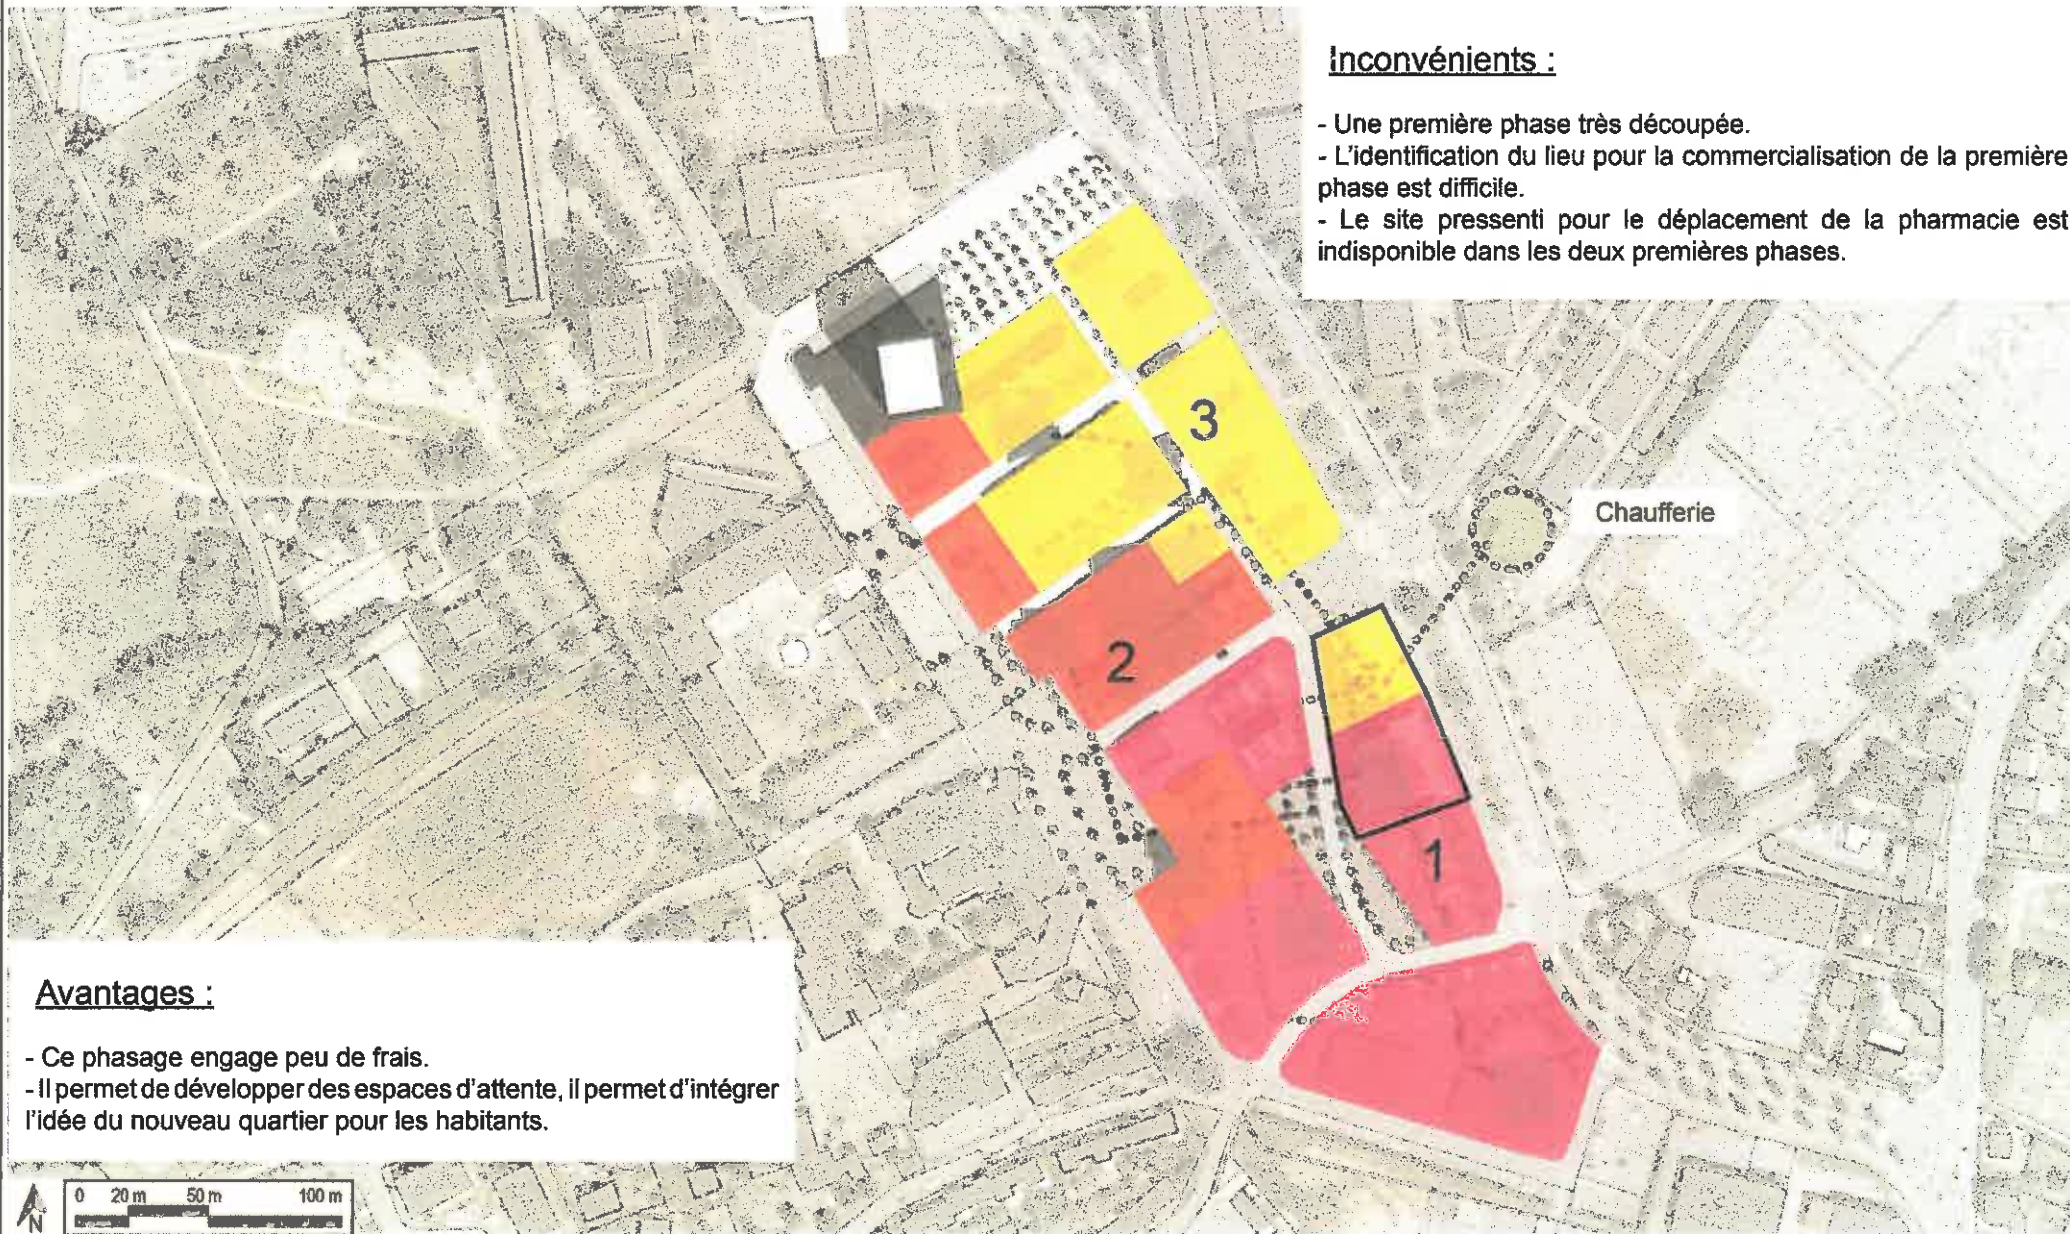 Inconvénients :
- Une première phase très découpée.
- L'identification du lieu pour la commercialisation de la première
phase est difficile.
- Le site pressenti pour le déplacement de la pharmacie est
indisponible dans les deux premières phases.
3
Chaufferie
2
1
Avantages :
- Ce phasage engage peu de frais.
- Il permet de développer des espaces d'attente, il permet d'intégrer
l'idée du nouveau quartier pour les habitants.
0 20 m 50 m 100 m
N